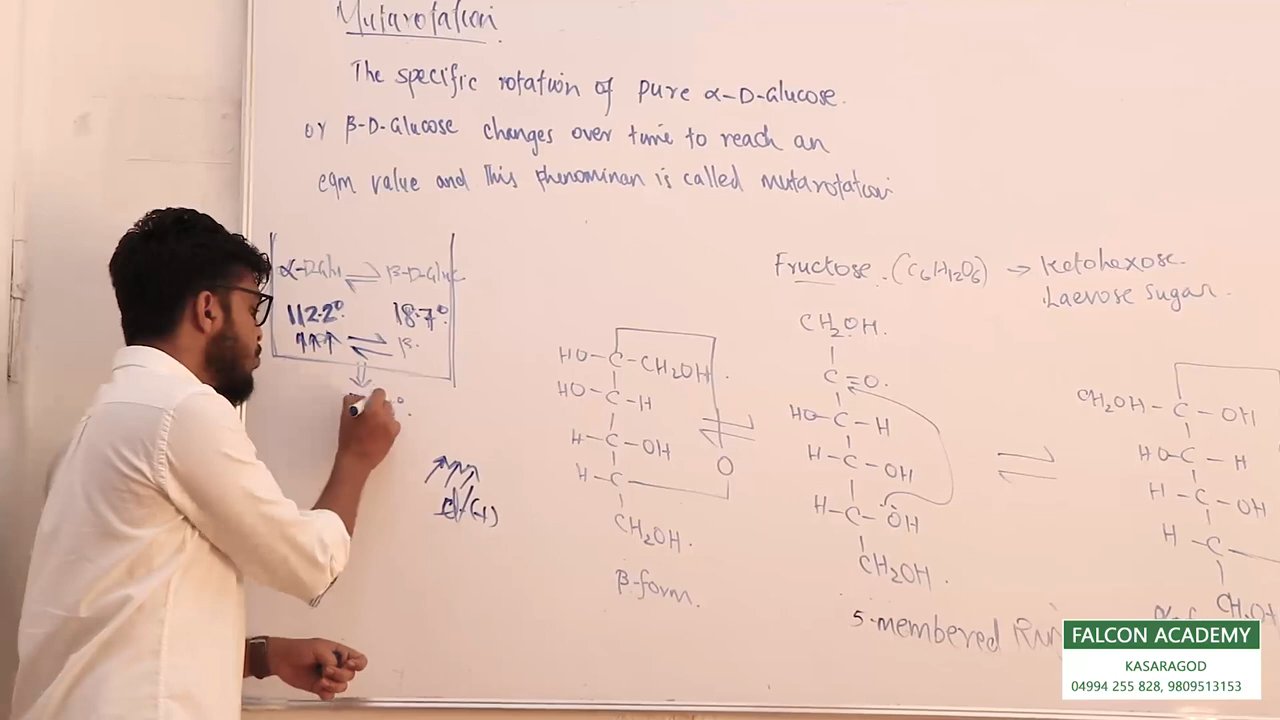 Mutarotation
The specific rotation of pure α-D-Glucose.
or β-D-Glucose changes over time to reach an
eqm value and This phenominan is called mutarotation
α-D-Glu ⇌ β-D-Gluc
112.2° 18.7°
d/(+)
Fructose. (C6H12O6) → Ketohexose.
Laevose sugar.
HO-C-CH2OH
HO-C-H
H-C-OH
H-C
O
CH2OH.
β-form.
CH2OH.
C=O.
HO-C-H
H-C-OH
H-C-OH
CH2OH.
5-membered
CH2OH-C-OH
HO-C-H
H-C-OH
H-C
FALCON ACADEMY
KASARAGOD
04994 255 828, 9809513153